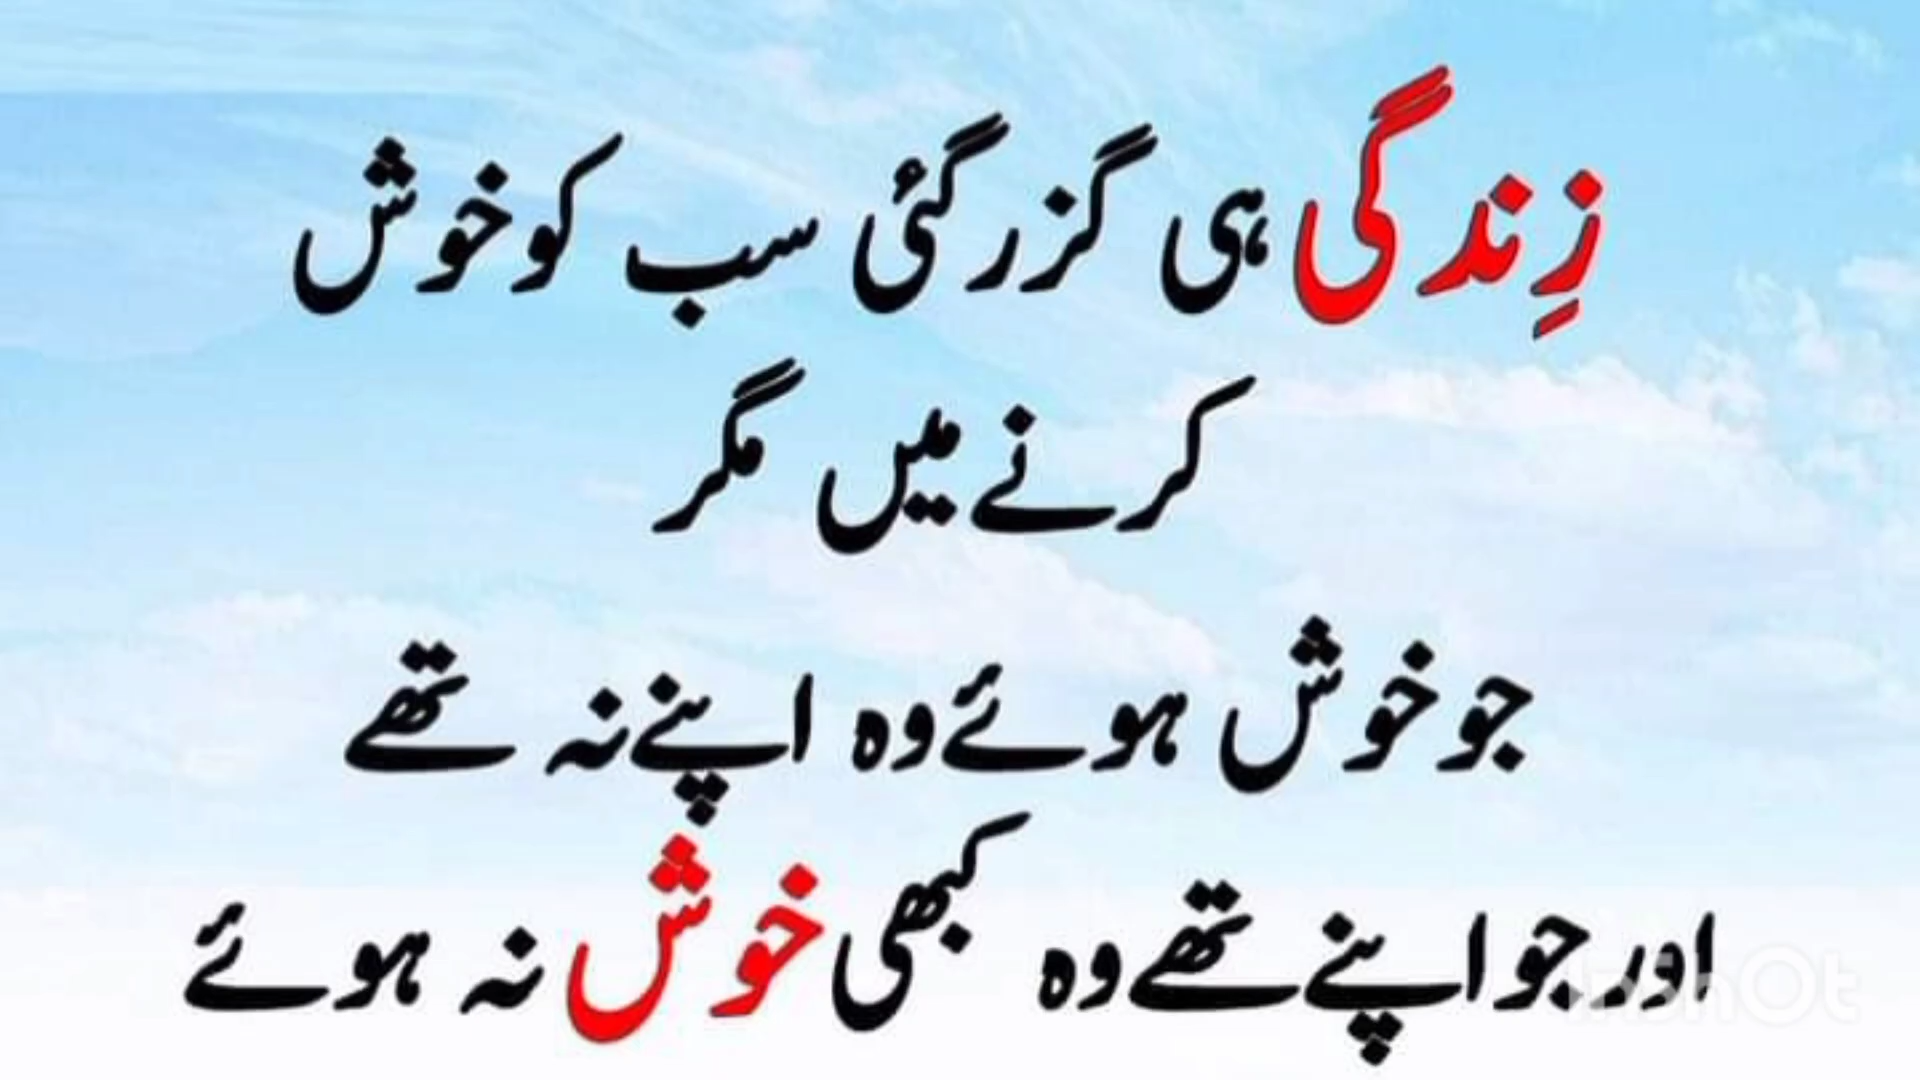 زِندگی ہی گزر گئی سب کو خوش
کرنے میں مگر
جو خوش ہوئے وہ اپنے نہ تھے
اور جو اپنے تھے وہ کبھی خوش نہ ہوئے
InShOt